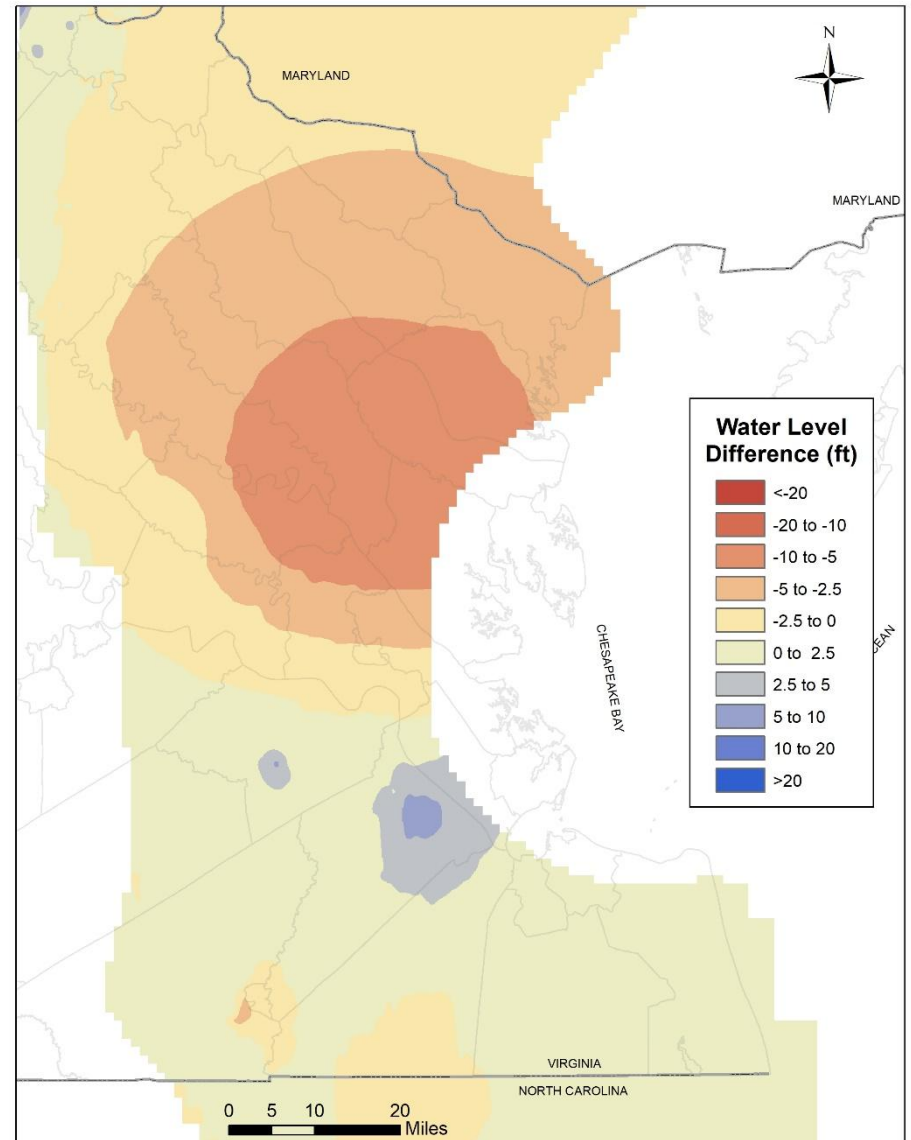 N
MARYLAND
MARYLAND
Water Level
Difference (ft)
<-20
-20 to -10
-10 to -5
-5 to -2.5
-2.5 to 0
0 to 2.5
2.5 to 5
5 to 10
10 to 20
>20
CHESAPEAKE BAY
CEAN
VIRGINIA
NORTH CAROLINA
0 5 10 20
Miles